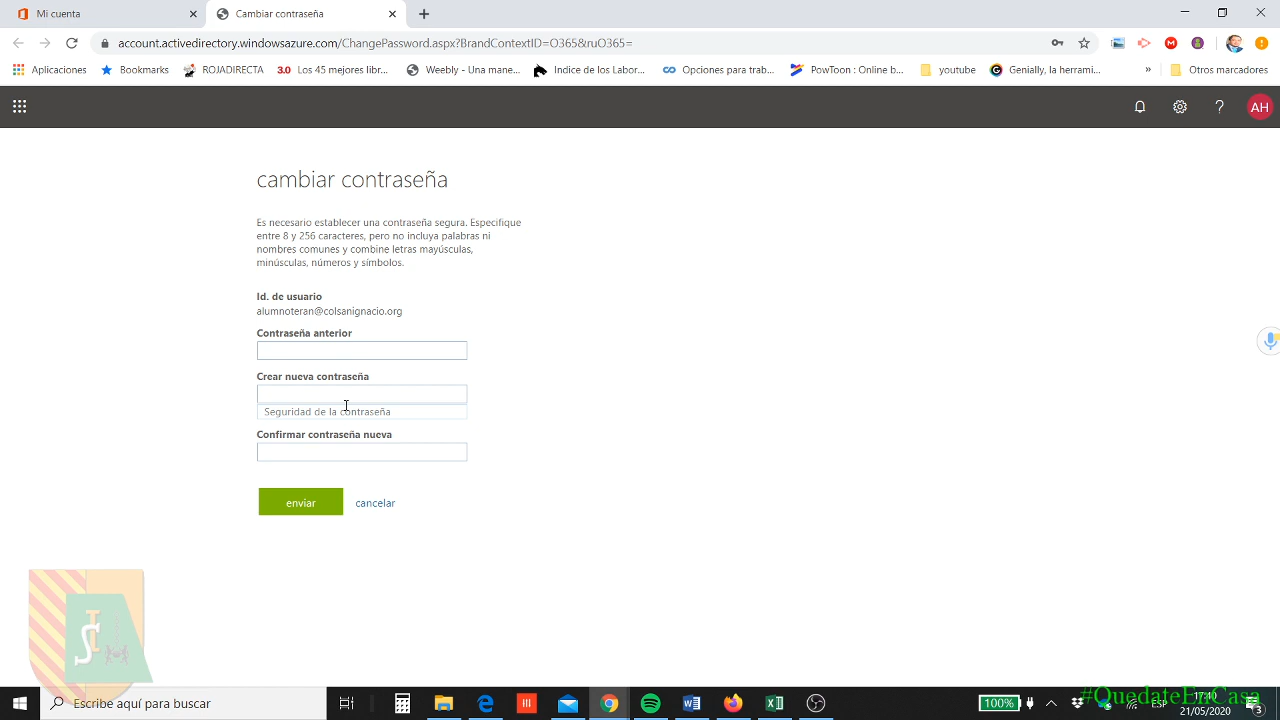 Mi cuenta
Cambiar contraseña
account.activedirectory.windowsazure.com/ChangePassword.aspx?BrandContextID=O365&ruO365=
Aplicaciones
Bookmarks
ROJADIRECTA
3.0 Los 45 mejores libr...
Weebly - Una mane...
Indice de los Labor...
Opciones para trab...
PowToon : Online b...
youtube
Genially, la herrami...
»
Otros marcadores
AH
cambiar contraseña
Es necesario establecer una contraseña segura. Especifique
entre 8 y 256 caracteres, pero no incluya palabras ni
nombres comunes y combine letras mayúsculas,
minúsculas, números y símbolos.
Id. de usuario
alumnoteran@colsanignacio.org
Contraseña anterior
Crear nueva contraseña
Seguridad de la contraseña
Confirmar contraseña nueva
enviar
cancelar
Escribe aquí para buscar
100%
ESP
17:10
21/05/2020
3
#QuedateEnCasa